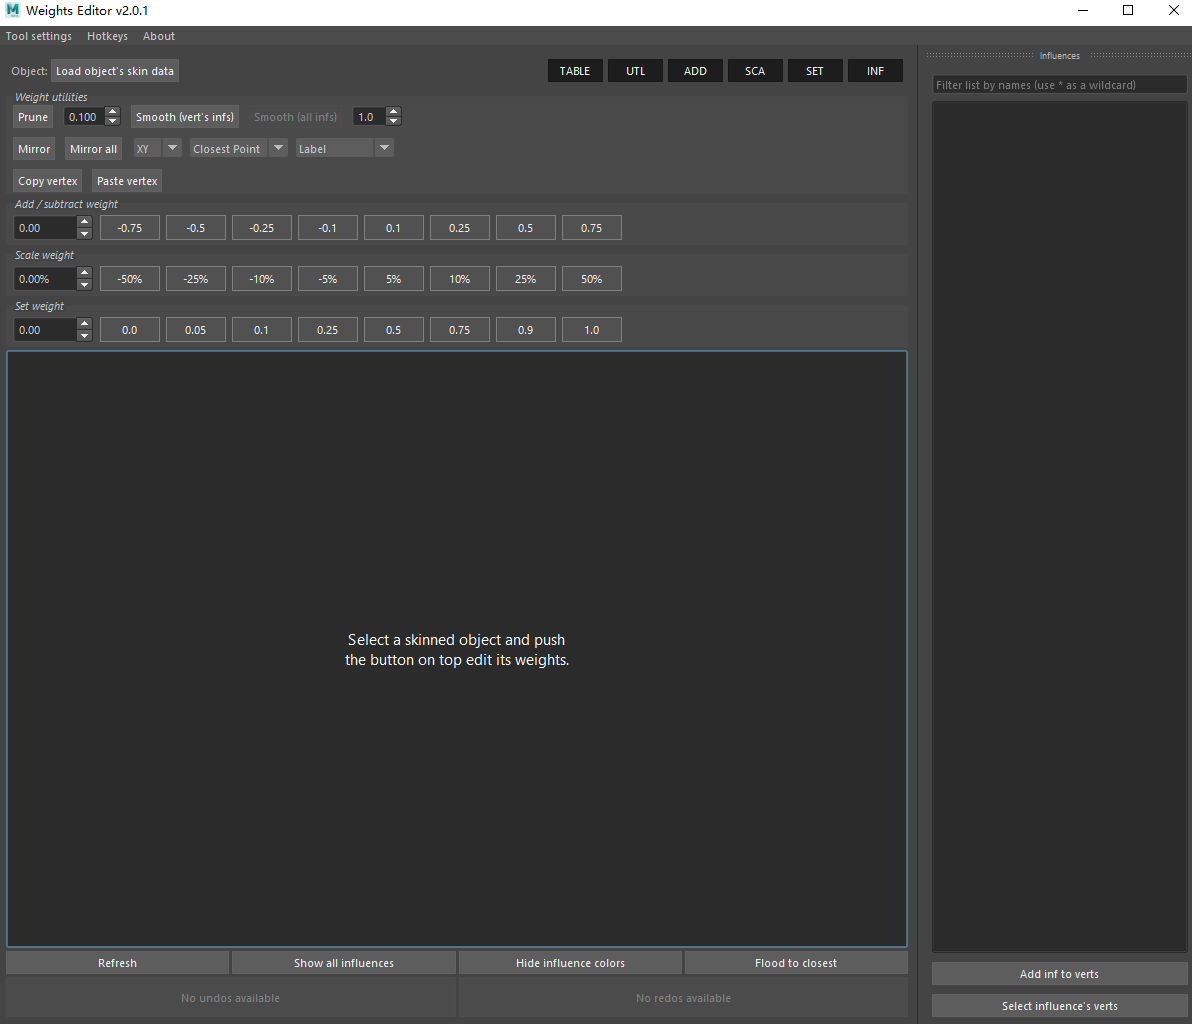 Weights Editor v2.0.1
Tool settings Hotkeys About
Object: Load object's skin data TABLE UTL ADD SCA SET INF
Weight utilities
Prune 0.100 Smooth (vert's infs) Smooth (all infs) 1.0
Mirror Mirror all XY Closest Point Label
Copy vertex Paste vertex
Add / subtract weight
0.00 -0.75 -0.5 -0.25 -0.1 0.1 0.25 0.5 0.75
Scale weight
0.00% -50% -25% -10% -5% 5% 10% 25% 50%
Set weight
0.00 0.0 0.05 0.1 0.25 0.5 0.75 0.9 1.0
Select a skinned object and push
the button on top edit its weights.
Refresh Show all influences Hide influence colors Flood to closest
No undos available No redos available
Influences
Filter list by names (use * as a wildcard)
Add inf to verts
Select influence's verts